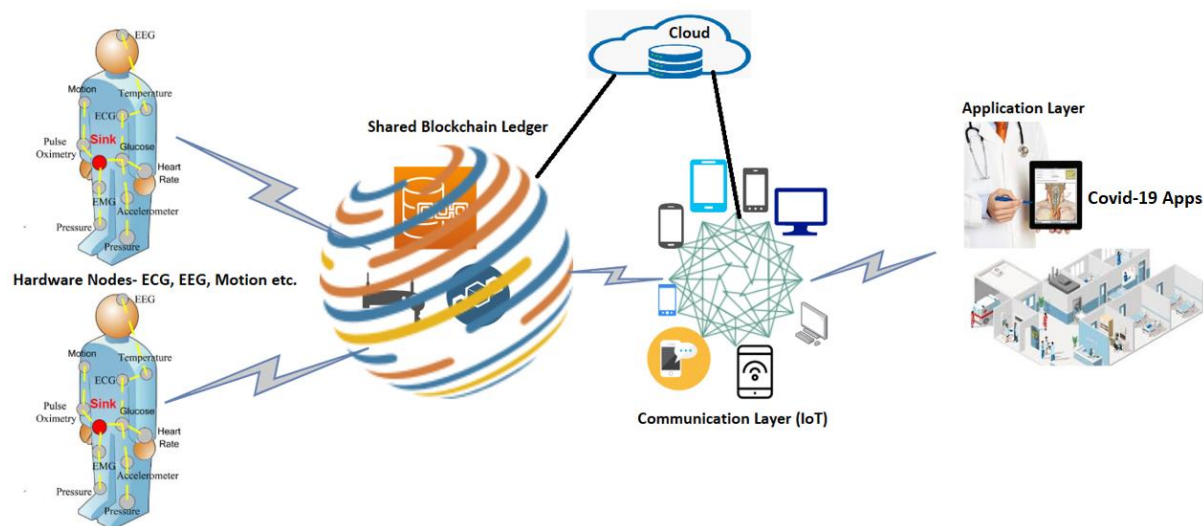 EEG
Motion
Temperature
ECG
Sink
Pulse
Oximetry
Glucose
Heart
Rate
EMG
Accelerometer
Pressure
Pressure
Hardware Nodes- ECG, EEG, Motion etc.
EEG
Motion
Temperature
ECG
Sink
Pulse
Oximetry
Glucose
Heart
Rate
EMG
Accelerometer
Pressure
Pressure
Shared Blockchain Ledger
Cloud
Communication Layer (IoT)
Application Layer
Covid-19 Apps